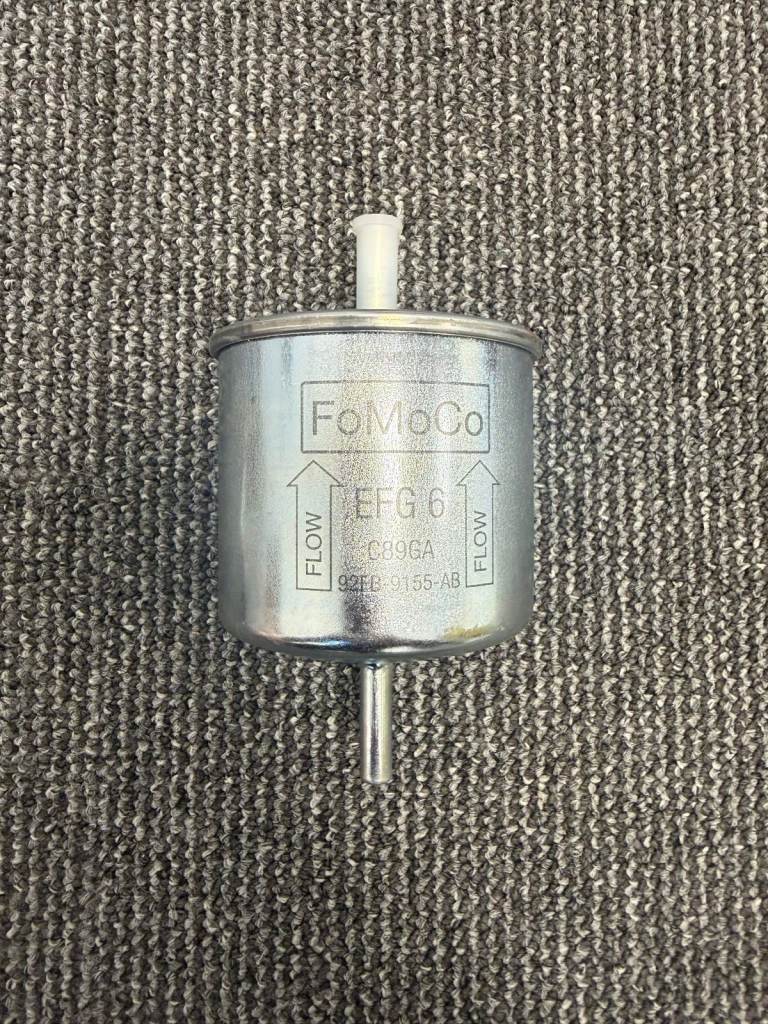 FoMoCo
EFG 6
FLOW
FLOW
C89GA
92FB-9155-AB